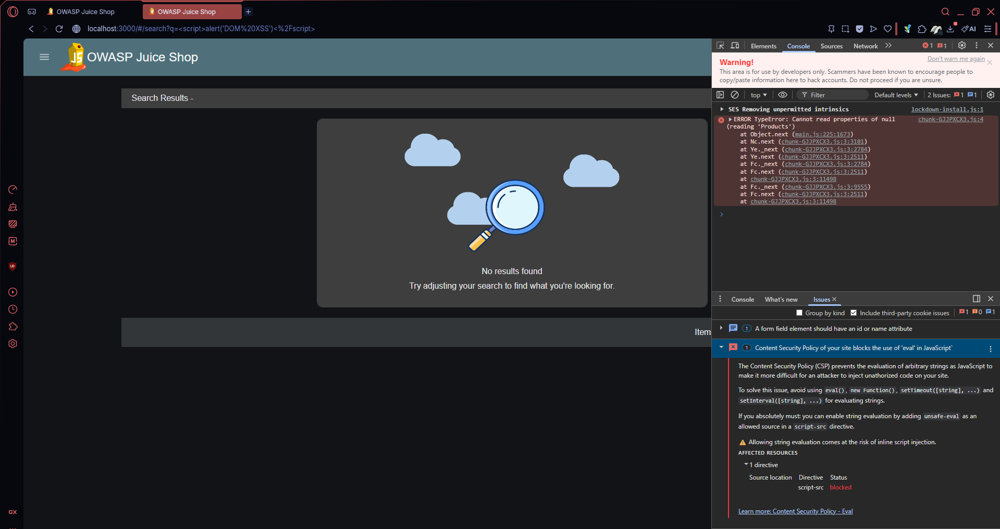 OWASP Juice Shop
OWASP Juice Shop
localhost:3000/#/search?q=<script>alert('DOM%20XSS')<%2Fscript>
AI
JS
OWASP Juice Shop
Search Results -
No results found
Try adjusting your search to find what you're looking for.
Item
M
UD
GX
Elements
Console
Sources
Network
1
1
Warning!
Don't warn me again
This area is for use by developers only. Scammers have been known to encourage people to
copy/paste information here to hack accounts. Do not proceed if you are unsure.
top
Filter
Default levels
2 Issues: 1 1
SES Removing unpermitted intrinsics lockdown-install.js:1
ERROR TypeError: Cannot read properties of null chunk-GJJPXCX3.js:4
(reading 'Products')
at Object.next (main.js:225:1673)
at Nc.next (chunk-GJJPXCX3.js:3:3101)
at Ye._next (chunk-GJJPXCX3.js:3:2784)
at Ye.next (chunk-GJJPXCX3.js:3:2511)
at Fc._next (chunk-GJJPXCX3.js:3:2784)
at Fc.next (chunk-GJJPXCX3.js:3:2511)
at chunk-GJJPXCX3.js:3:11498
at Fc._next (chunk-GJJPXCX3.js:3:9555)
at Fc.next (chunk-GJJPXCX3.js:3:2511)
at chunk-GJJPXCX3.js:3:11498
Console
What's new
Issues
Group by kind
Include third-party cookie issues
1 0 1
1 A form field element should have an id or name attribute
1 Content Security Policy of your site blocks the use of 'eval' in JavaScript`
The Content Security Policy (CSP) prevents the evaluation of arbitrary strings as JavaScript to
make it more difficult for an attacker to inject unathorized code on your site.
To solve this issue, avoid using eval(), new Function(), setTimeout([string], ...) and
setInterval([string], ...) for evaluating strings.
If you absolutely must: you can enable string evaluation by adding unsafe-eval as an
allowed source in a script-src directive.
Allowing string evaluation comes at the risk of inline script injection.
AFFECTED RESOURCES
1 directive
Source location Directive Status
script-src blocked
Learn more: Content Security Policy - Eval